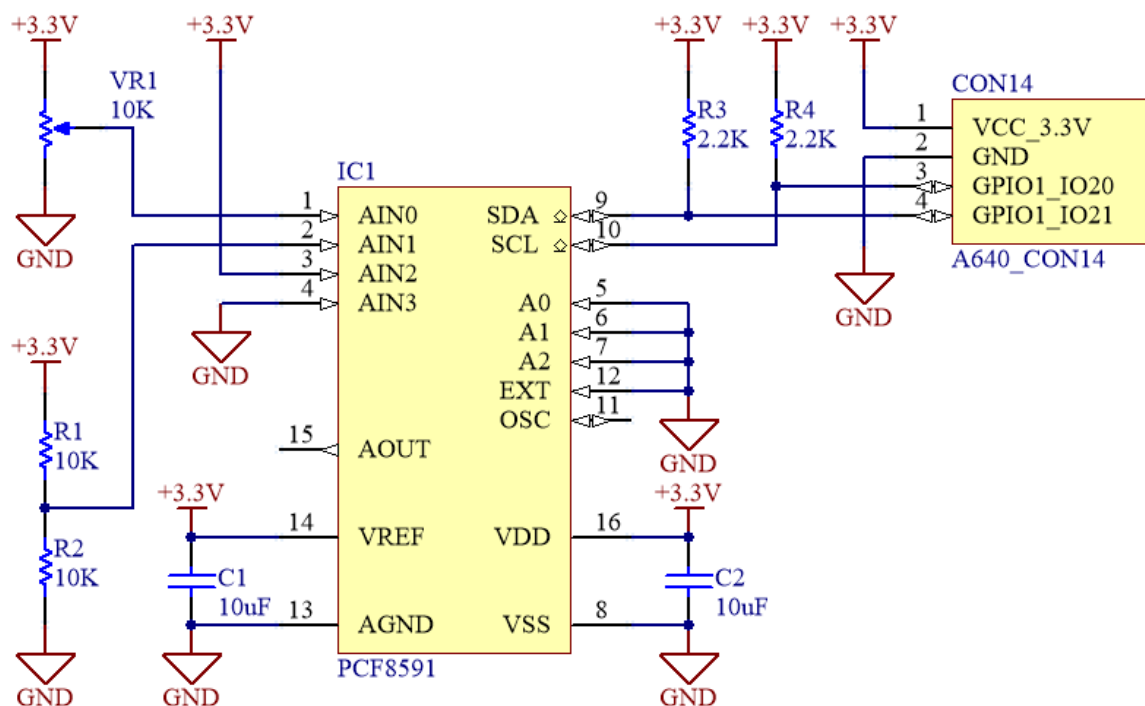 +3.3V
+3.3V
+3.3V
+3.3V
+3.3V
VR1
10K
R3
2.2K
R4
2.2K
CON14
1
VCC_3.3V
2
GND
3
GPIO1_IO20
4
GPIO1_IO21
A640_CON14
GND
GND
IC1
1
AIN0
2
AIN1
3
AIN2
4
AIN3
SDA
9
SCL
10
A0
5
A1
6
A2
7
EXT
12
OSC
11
GND
GND
+3.3V
R1
10K
R2
10K
GND
15
AOUT
+3.3V
14
VREF
C1
10uF
13
AGND
GND
VDD
16
VSS
8
+3.3V
C2
10uF
GND
PCF8591